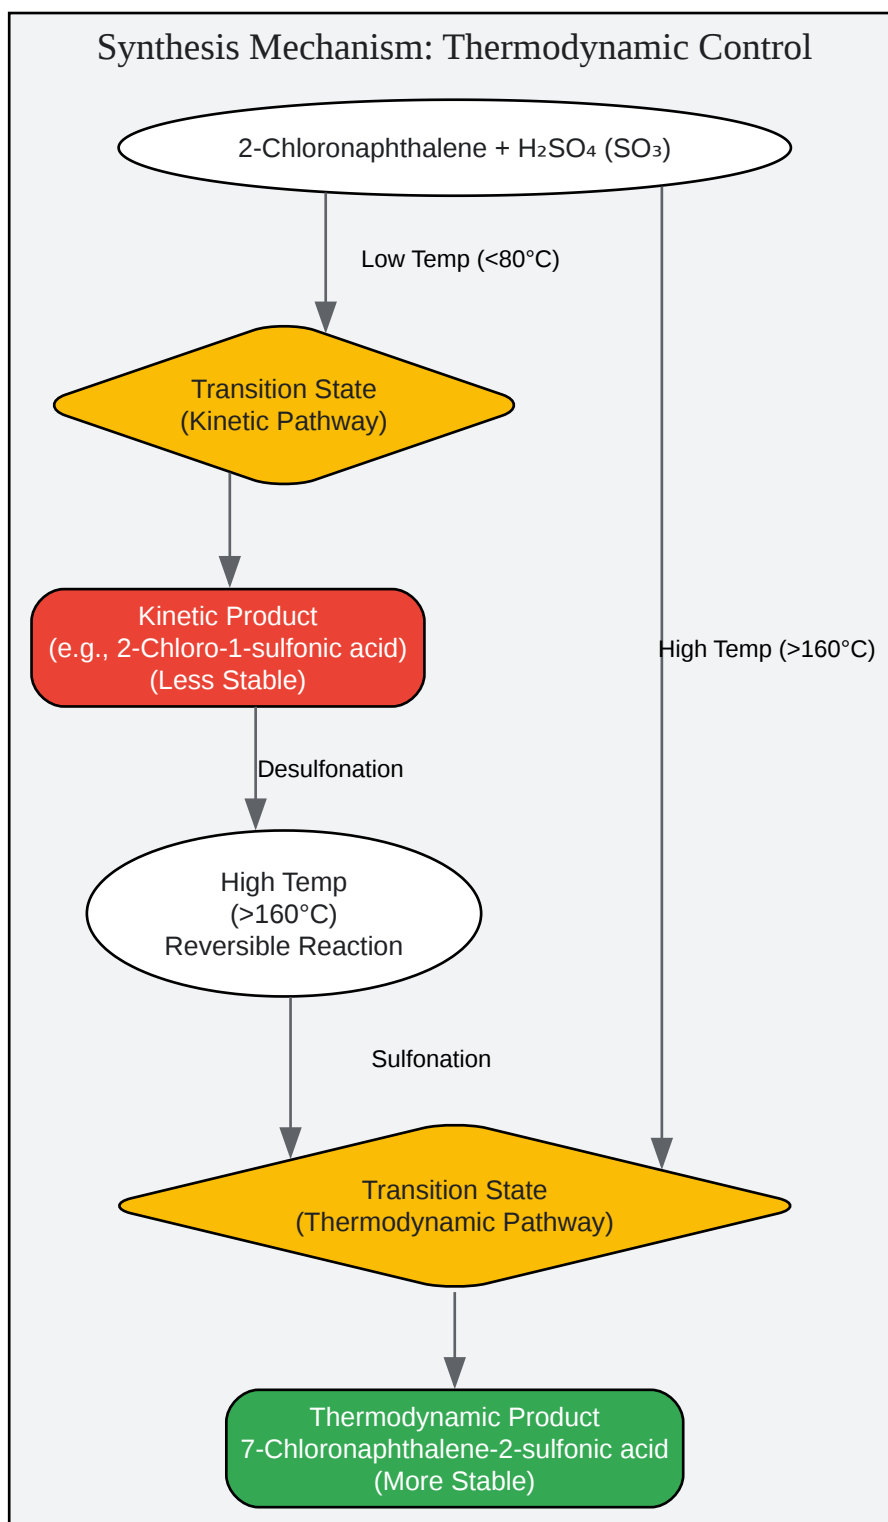 Synthesis Mechanism: Thermodynamic Control
2-Chloronaphthalene + H₂SO₄ (SO₃)
Low Temp (<80°C)
Transition State
(Kinetic Pathway)
Kinetic Product
(e.g., 2-Chloro-1-sulfonic acid)
(Less Stable)
High Temp (>160°C)
Desulfonation
High Temp
(>160°C)
Reversible Reaction
Sulfonation
Transition State
(Thermodynamic Pathway)
Thermodynamic Product
7-Chloronaphthalene-2-sulfonic acid
(More Stable)